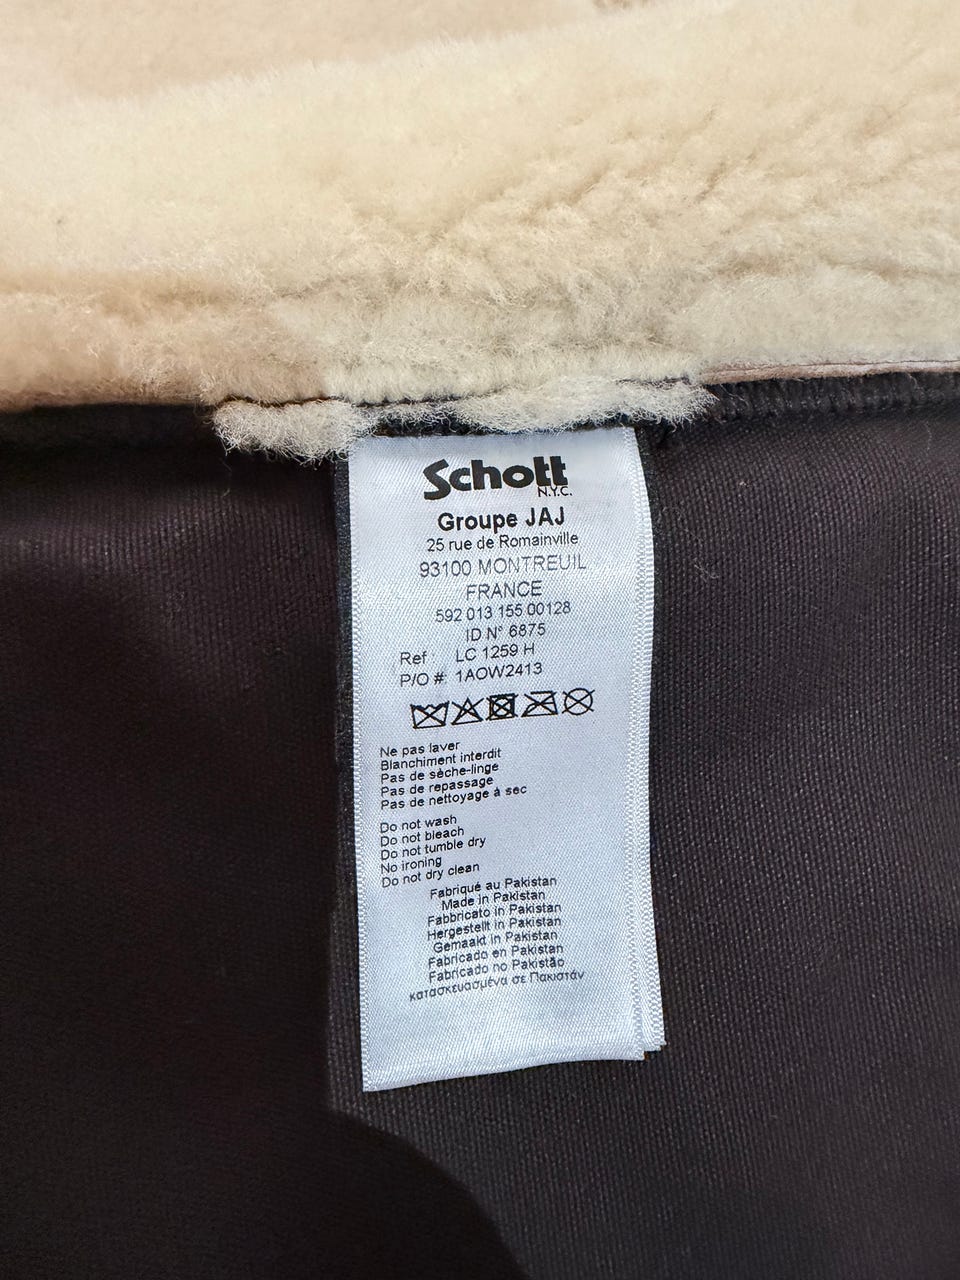 Schott
N.Y.C.
Groupe JAJ
25 rue de Romainville
93100 MONTREUIL
FRANCE
592 013 155 00128
ID N° 6875
Ref LC 1259 H
P/O #: 1AOW2413
Ne pas laver
Blanchiment interdit
Pas de sèche-linge
Pas de repassage
Pas de nettoyage à sec
Do not wash
Do not bleach
Do not tumble dry
No ironing
Do not dry clean
Fabriqué au Pakistan
Made in Pakistan
Fabbricato in Pakistan
Hergestellt in Pakistan
Gemaakt in Pakistan
Fabricado en Pakistan
Fabricado no Pakistão
κατασκευασμένα σε Πακιστάν